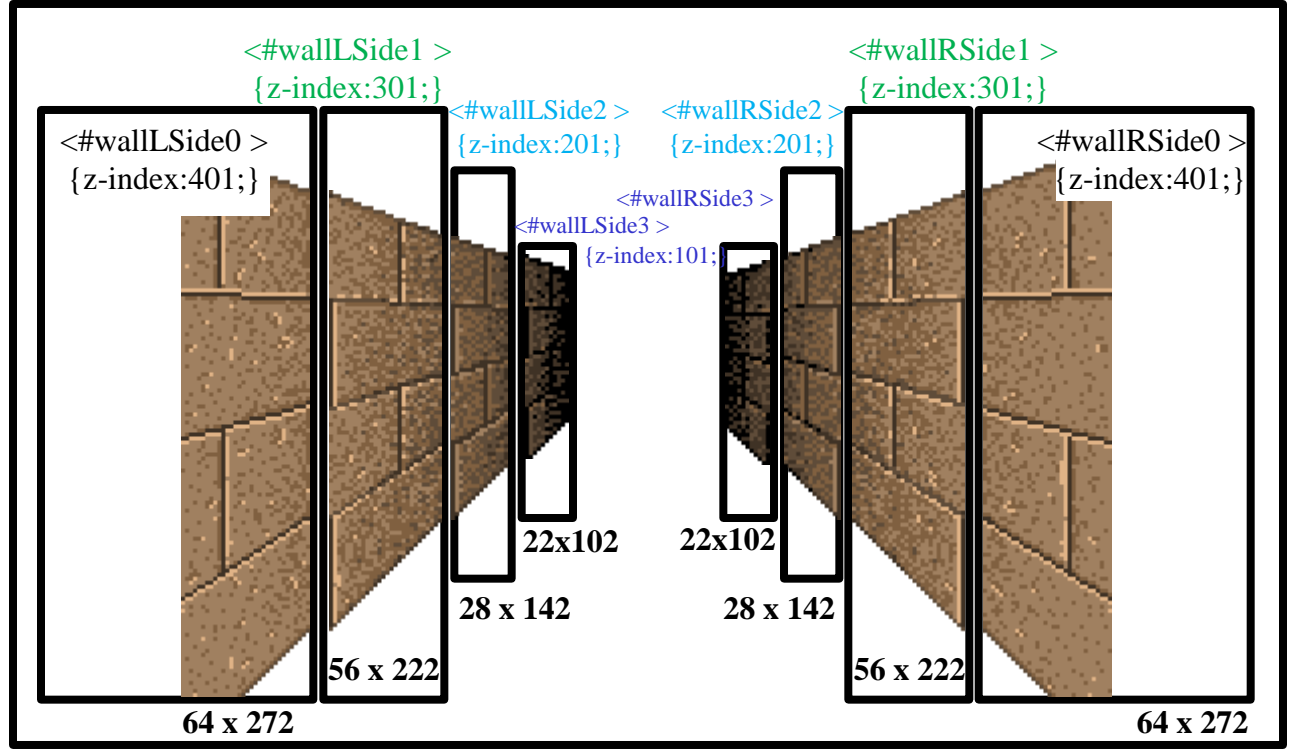 <#wallLSide1 >
{z-index:301;}
<#wallRSide1 >
{z-index:301;}
<#wallLSide2 >
{z-index:201;}
<#wallRSide2 >
{z-index:201;}
<#wallLSide0 >
{z-index:401;}
<#wallRSide0 >
{z-index:401;}
<#wallRSide3 >
<#wallLSide3 >
{z-index:101;}
22x102
22x102
28 x 142
28 x 142
56 x 222
56 x 222
64 x 272
64 x 272